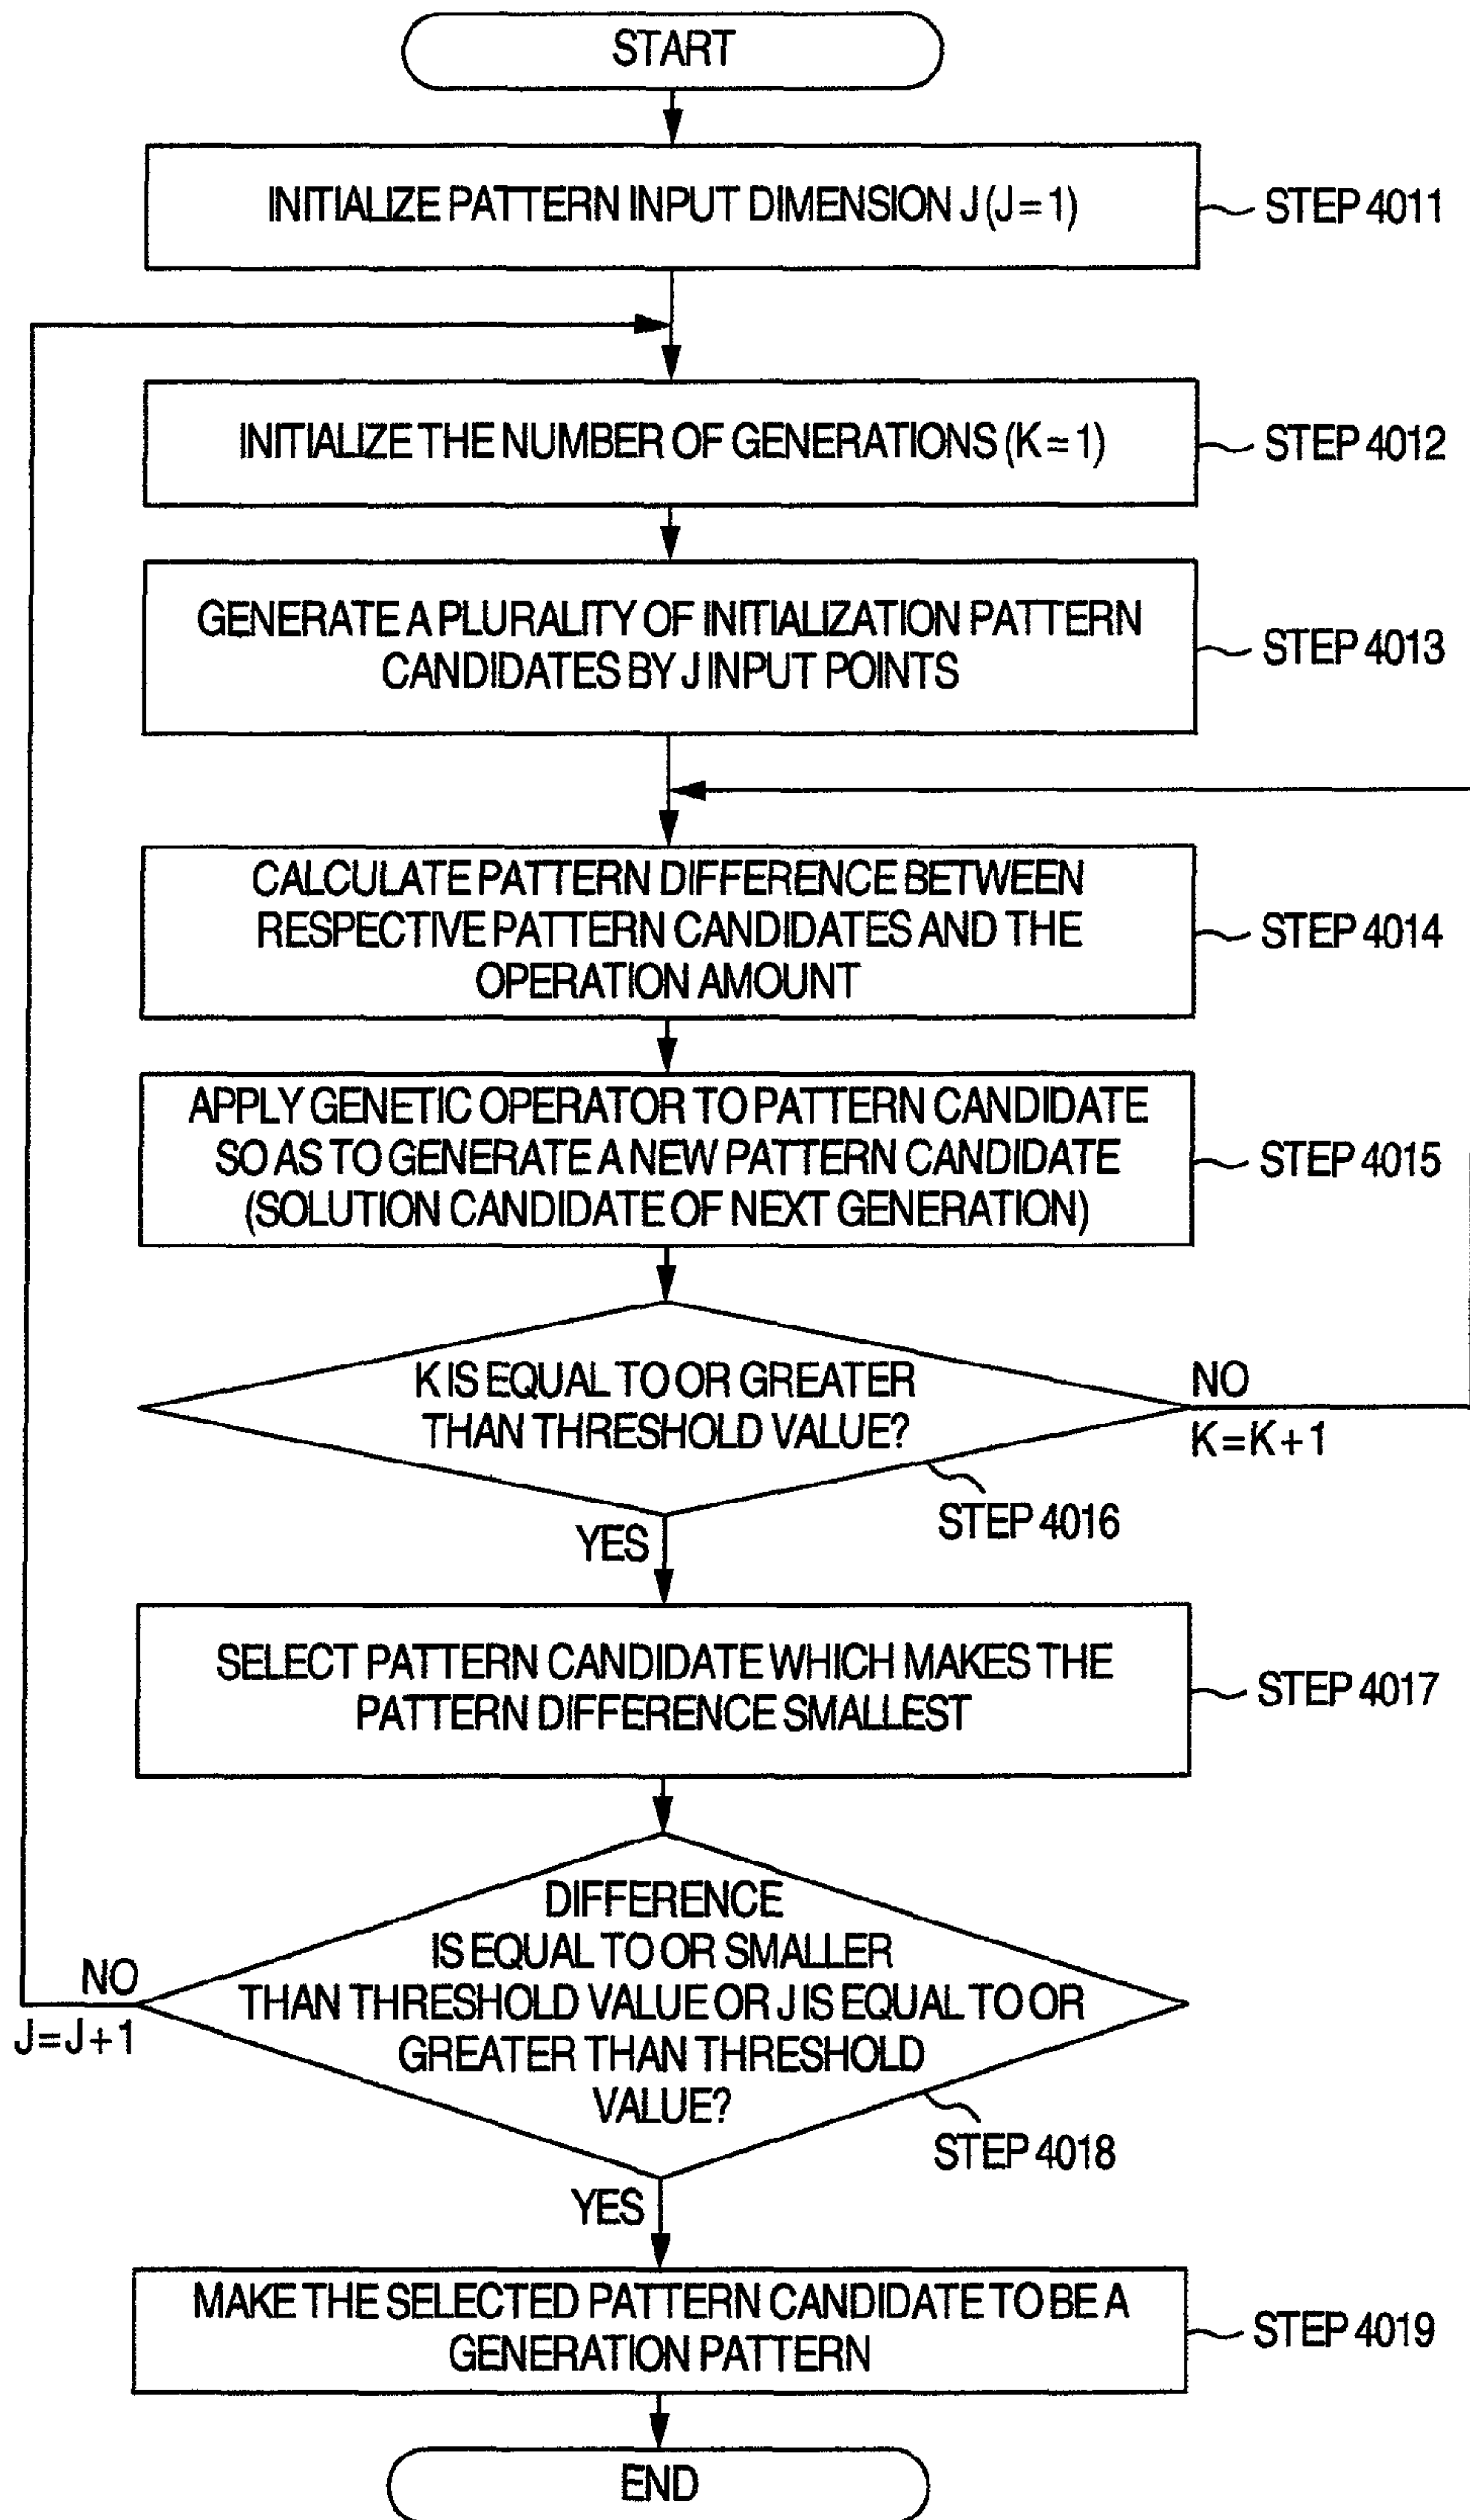 START
INITIALIZE PATTERN INPUT DIMENSION J (J=1)
STEP 4011
INITIALIZE THE NUMBER OF GENERATIONS (K=1)
STEP 4012
GENERATE A PLURALITY OF INITIALIZATION PATTERN
CANDIDATES BY J INPUT POINTS
STEP 4013
CALCULATE PATTERN DIFFERENCE BETWEEN
RESPECTIVE PATTERN CANDIDATES AND THE
OPERATION AMOUNT
STEP 4014
APPLY GENETIC OPERATOR TO PATTERN CANDIDATE
SO AS TO GENERATE A NEW PATTERN CANDIDATE
(SOLUTION CANDIDATE OF NEXT GENERATION)
STEP 4015
K IS EQUAL TO OR GREATER
THAN THRESHOLD VALUE?
NO
K=K+1
STEP 4016
YES
SELECT PATTERN CANDIDATE WHICH MAKES THE
PATTERN DIFFERENCE SMALLEST
STEP 4017
DIFFERENCE
IS EQUAL TO OR SMALLER
THAN THRESHOLD VALUE OR J IS EQUAL TO OR
GREATER THAN THRESHOLD
VALUE?
NO
J=J+1
STEP 4018
YES
MAKE THE SELECTED PATTERN CANDIDATE TO BE A
GENERATION PATTERN
STEP 4019
END